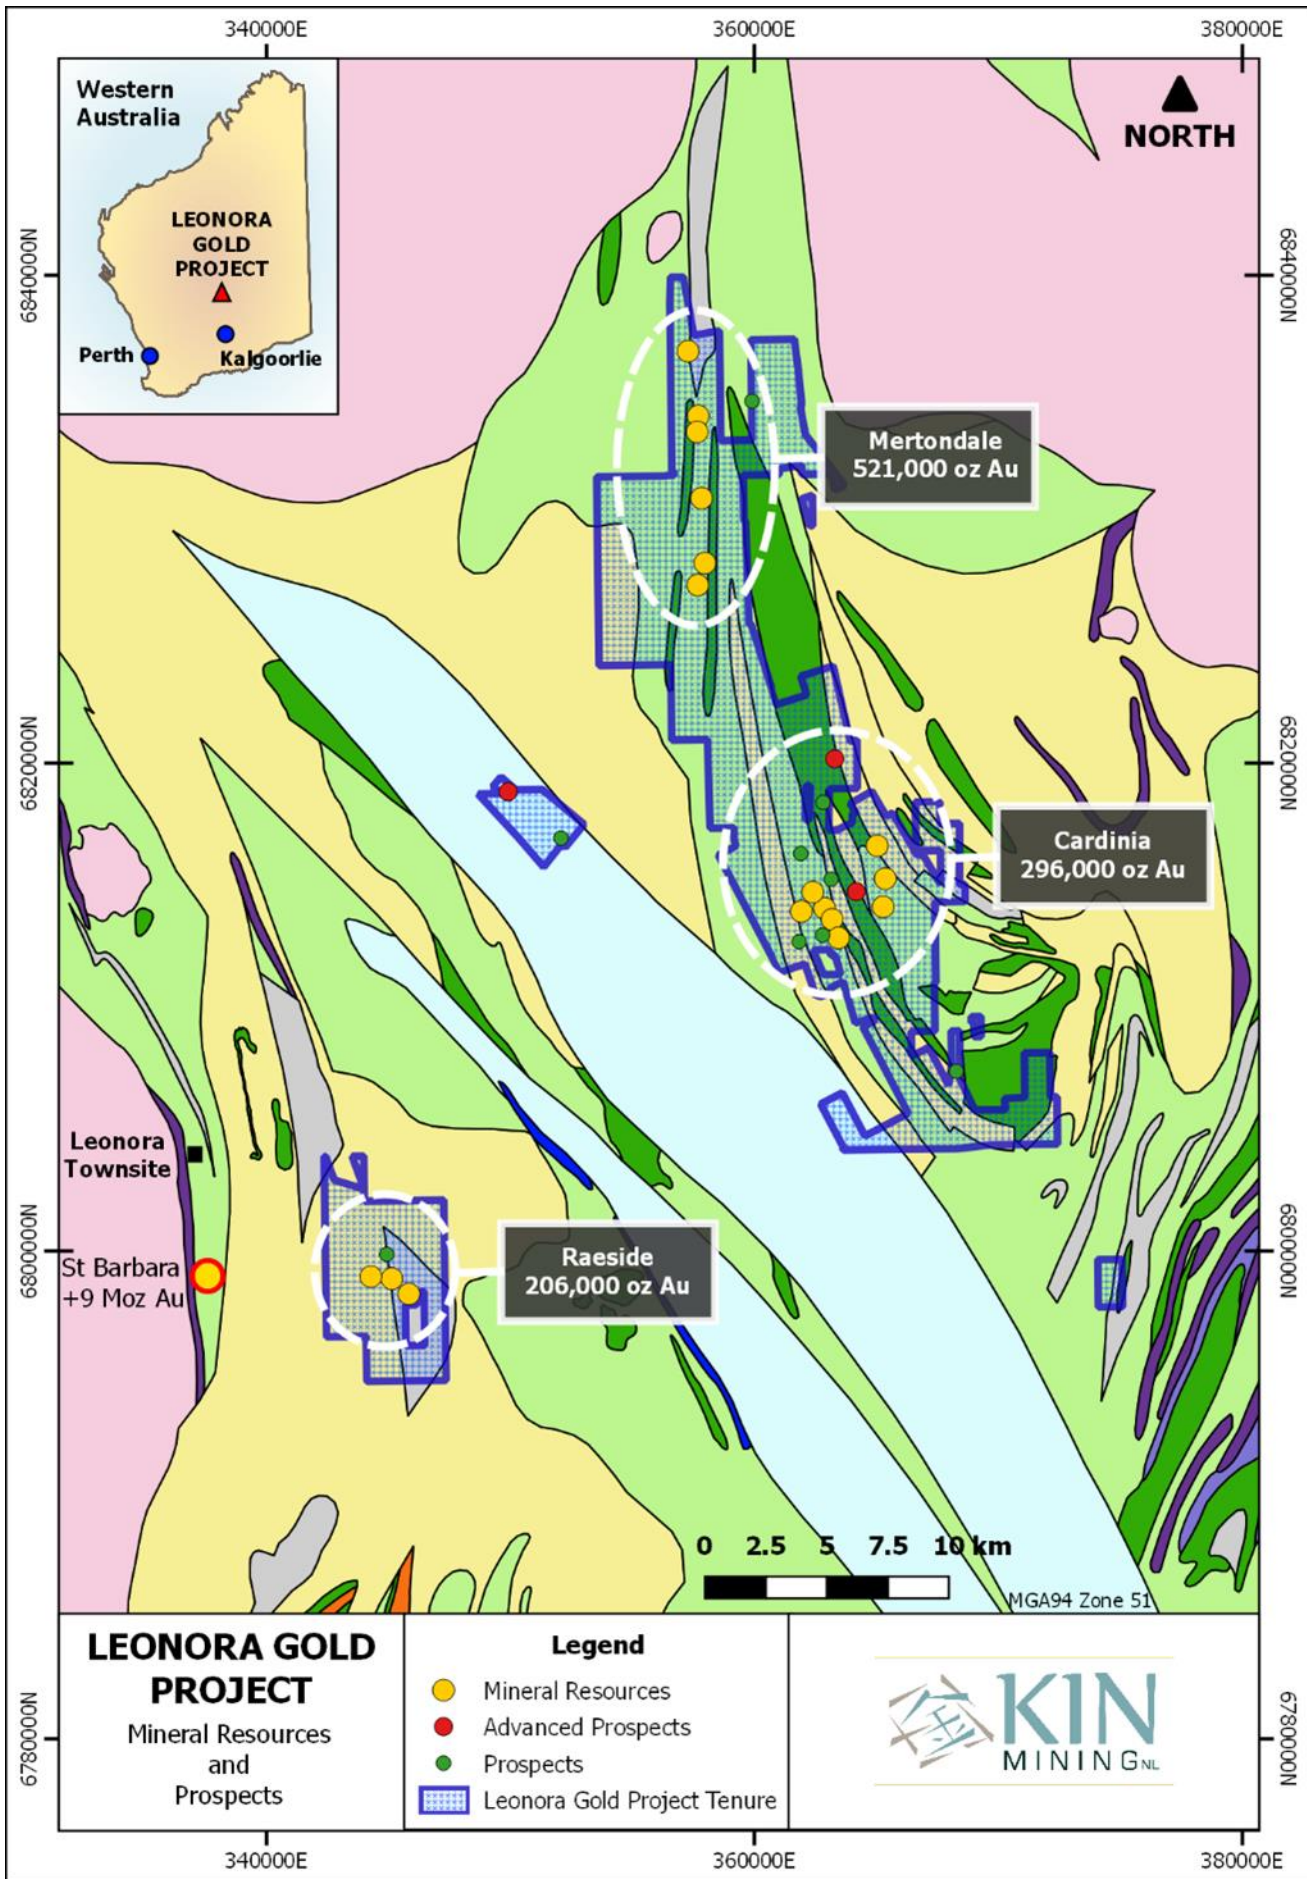 340000E
360000E
380000E
Western
Australia
LEONORA
GOLD
PROJECT
Perth
Kalgoorlie
NORTH
6840000N
6840000N
Mertondale
521,000 oz Au
6820000N
6820000N
Cardinia
296,000 oz Au
Leonora
Townsite
6800000N
6800000N
St Barbara
+9 Moz Au
Raeside
206,000 oz Au
0 2.5 5 7.5 10 km
MGA94 Zone 51
LEONORA GOLD
PROJECT
Mineral Resources
and
Prospects
Legend
Mineral Resources
Advanced Prospects
Prospects
Leonora Gold Project Tenure
金
KIN
MINING NL
6780000N
6780000N
340000E
360000E
380000E